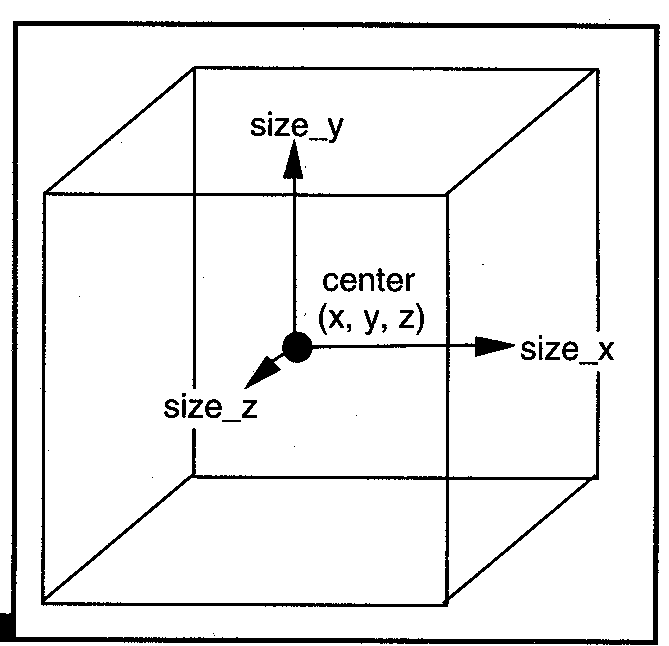 size_y
center
(x, y, z)
size_x
size_z